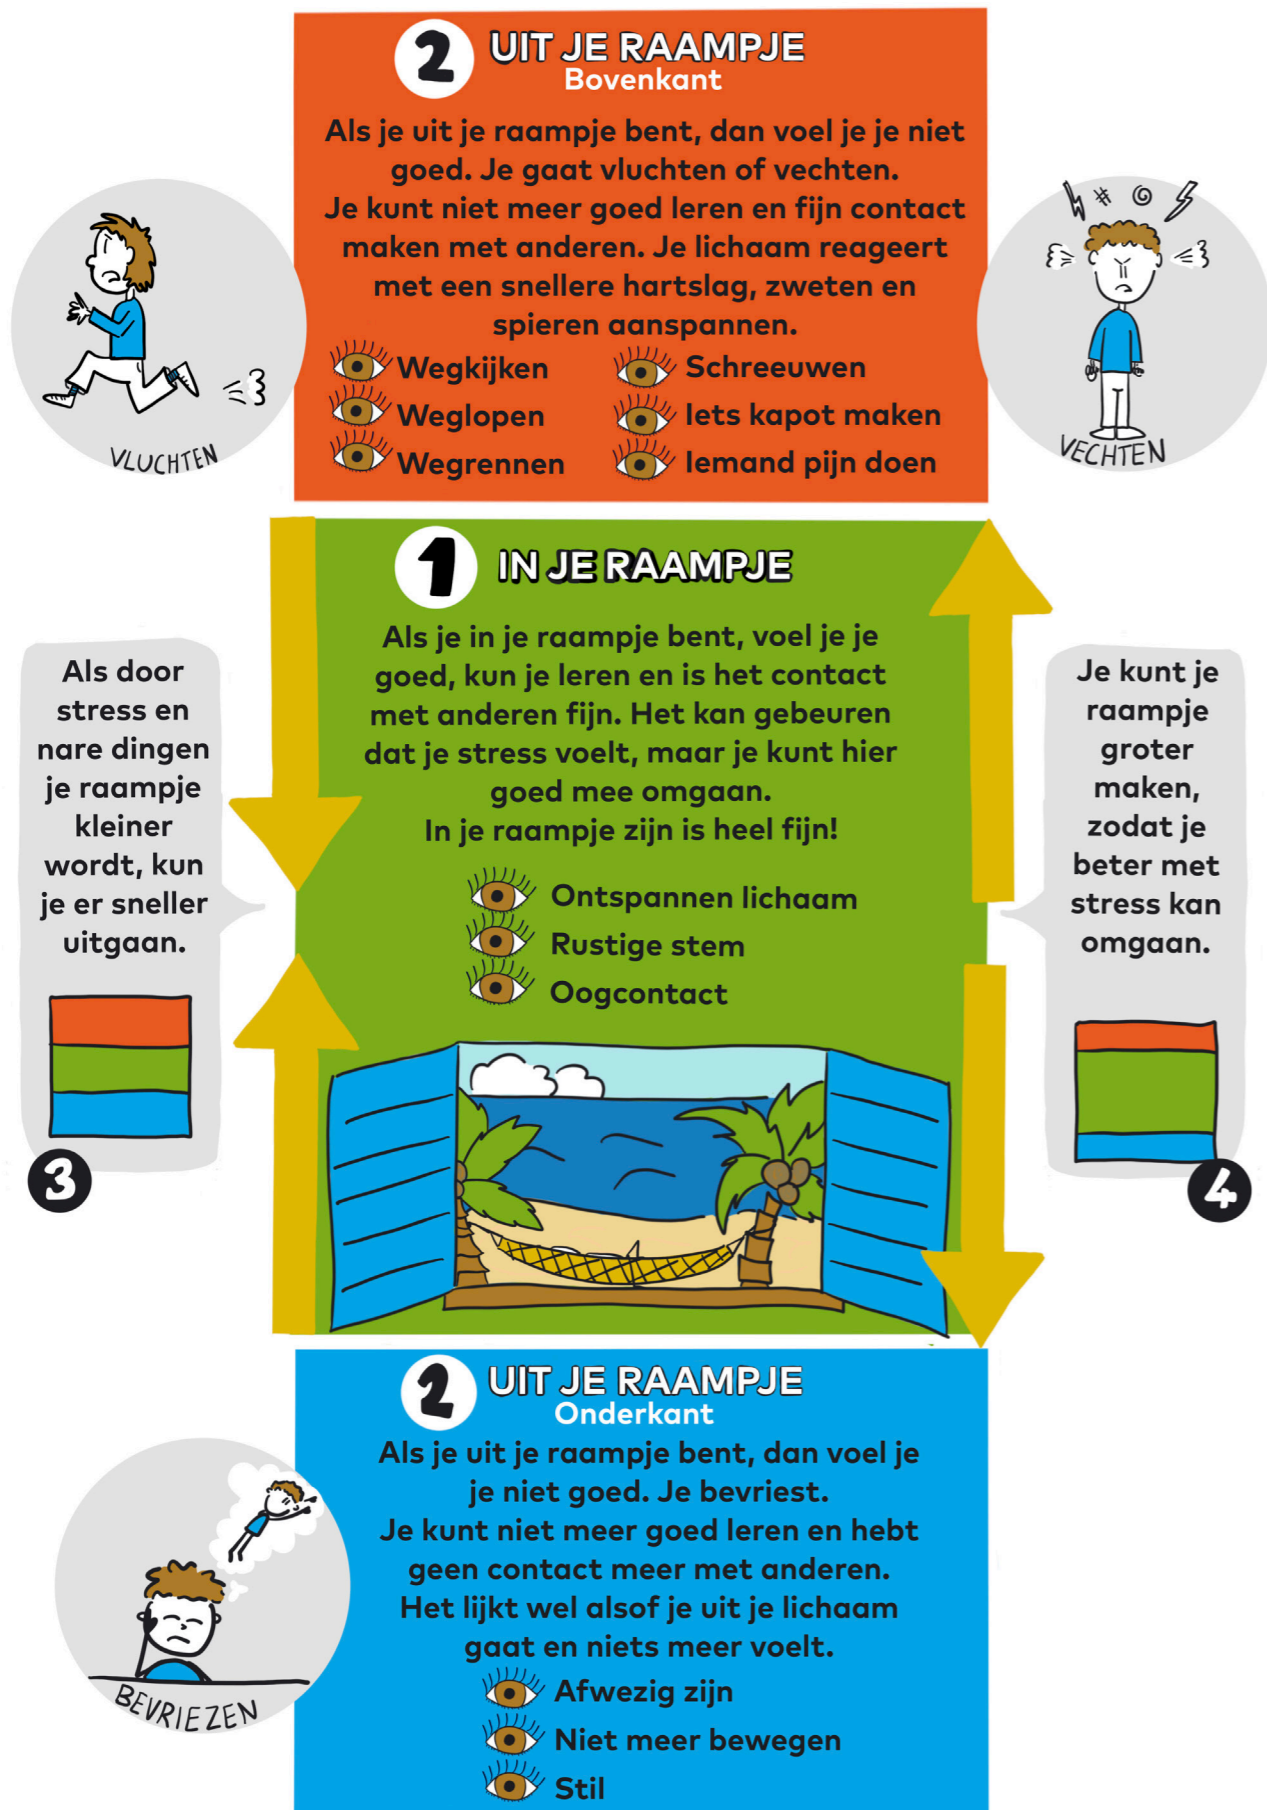 2 UIT JE RAAMPJE
Bovenkant
Als je uit je raampje bent, dan voel je je niet
goed. Je gaat vluchten of vechten.
Je kunt niet meer goed leren en fijn contact
maken met anderen. Je lichaam reageert
met een snellere hartslag, zweten en
spieren aanspannen.
Wegkijken
Weglopen
Wegrennen
Schreeuwen
Iets kapot maken
Iemand pijn doen
VLUCHTEN
VECHTEN
1 IN JE RAAMPJE
Als je in je raampje bent, voel je je
goed, kun je leren en is het contact
met anderen fijn. Het kan gebeuren
dat je stress voelt, maar je kunt hier
goed mee omgaan.
In je raampje zijn is heel fijn!
Ontspannen lichaam
Rustige stem
Oogcontact
Als door
stress en
nare dingen
je raampje
kleiner
wordt, kun
je er sneller
uitgaan.
3
Je kunt je
raampje
groter
maken,
zodat je
beter met
stress kan
omgaan.
4
2 UIT JE RAAMPJE
Onderkant
Als je uit je raampje bent, dan voel je
je niet goed. Je bevriest.
Je kunt niet meer goed leren en hebt
geen contact meer met anderen.
Het lijkt wel alsof je uit je lichaam
gaat en niets meer voelt.
Afwezig zijn
Niet meer bewegen
Stil
BEVRIEZEN